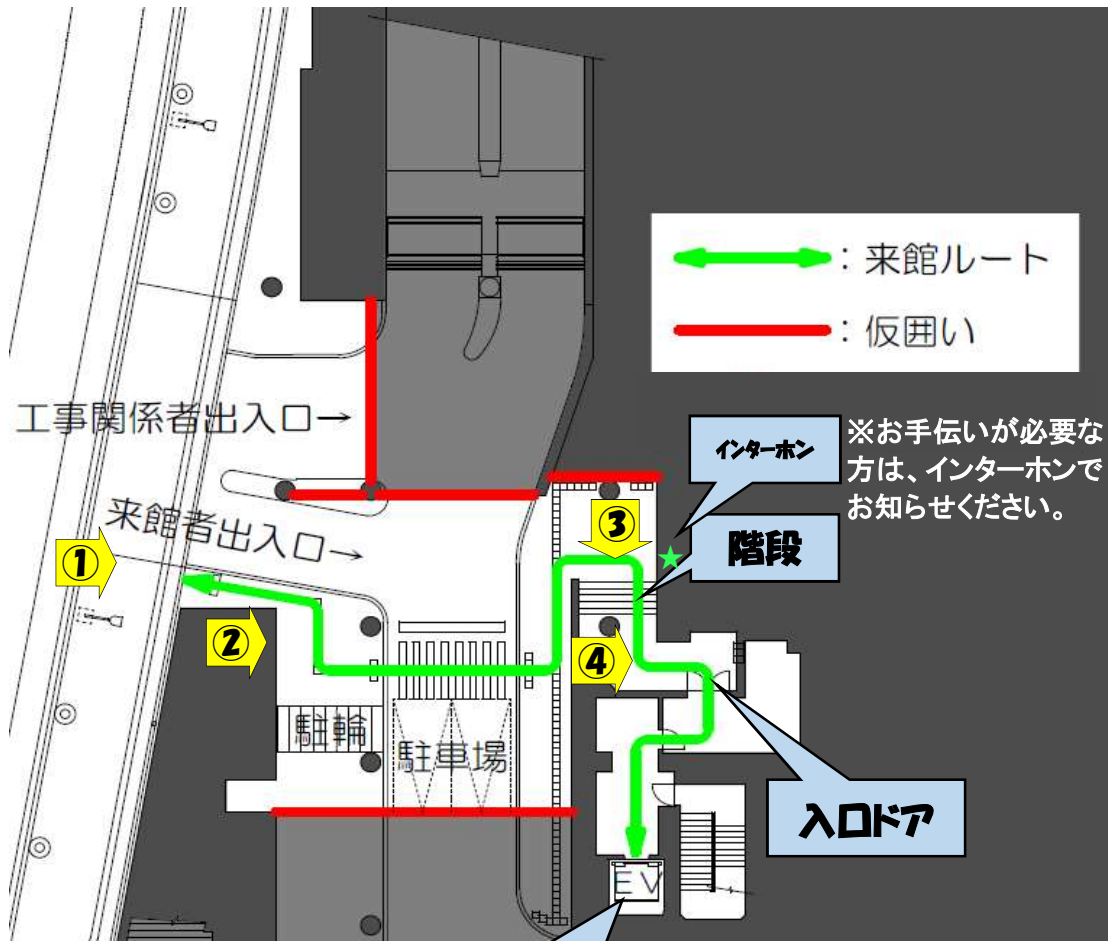 ：来館ルート
：仮囲い
工事関係者出入口→
インターホン
※お手伝いが必要な
方は、インターホンで
お知らせください。
来館者出入口→
③
階段
①
②
④
駐輪
駐車場
入口ドア
EV